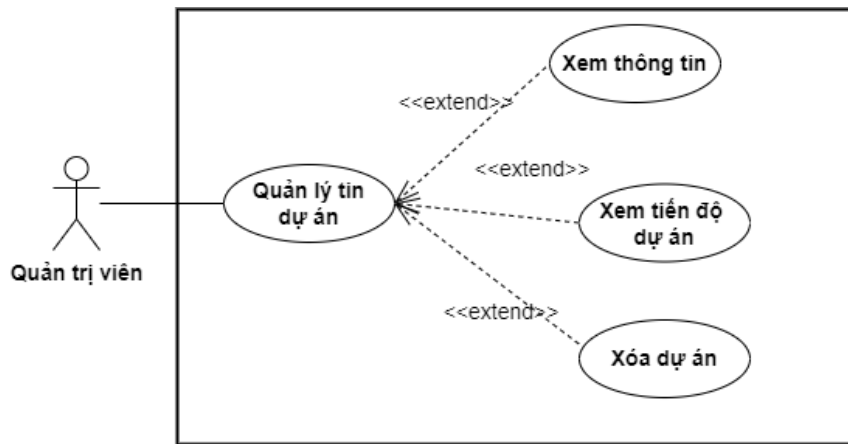 Xem thông tin
<<extend>>
<<extend>>
Quản lý tin
dự án
Xem tiến độ
dự án
Quản trị viên
<<extend>>
Xóa dự án